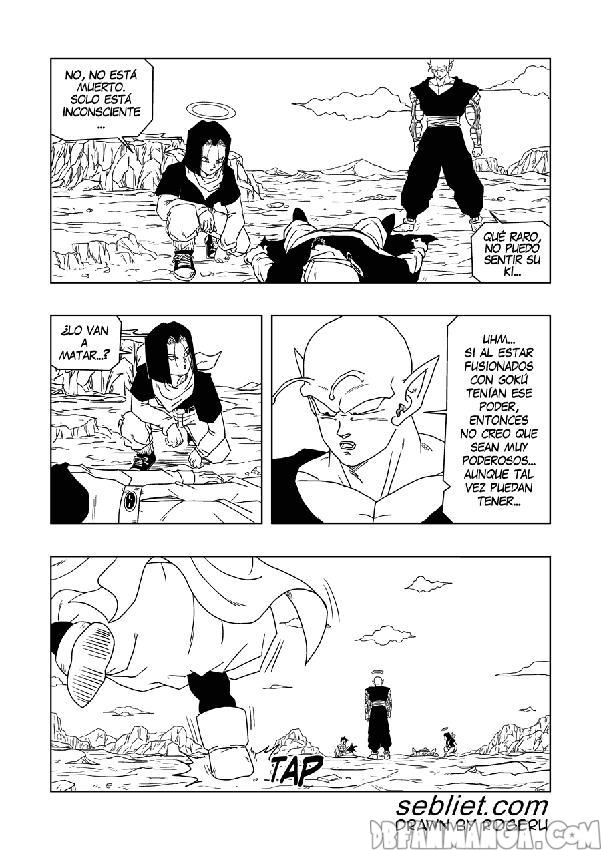 NO, NO ESTÁ
MUERTO.
SOLO ESTÁ
INCONSCIENTE
...
QUÉ RARO,
NO PUEDO
SENTIR SU
KI...
¿LO VAN
A
MATAR...?
UHM...
SI AL ESTAR
FUSIONADOS
CON GOKÚ
TENÍAN ESE
PODER,
ENTONCES
NO CREO QUE
SEAN MUY
PODEROSOS...
AUNQUE TAL
VEZ PUEDAN
TENER...
TAP
sebliet.com
DRAWN BY ROGERU
DBFANMANGA.COM